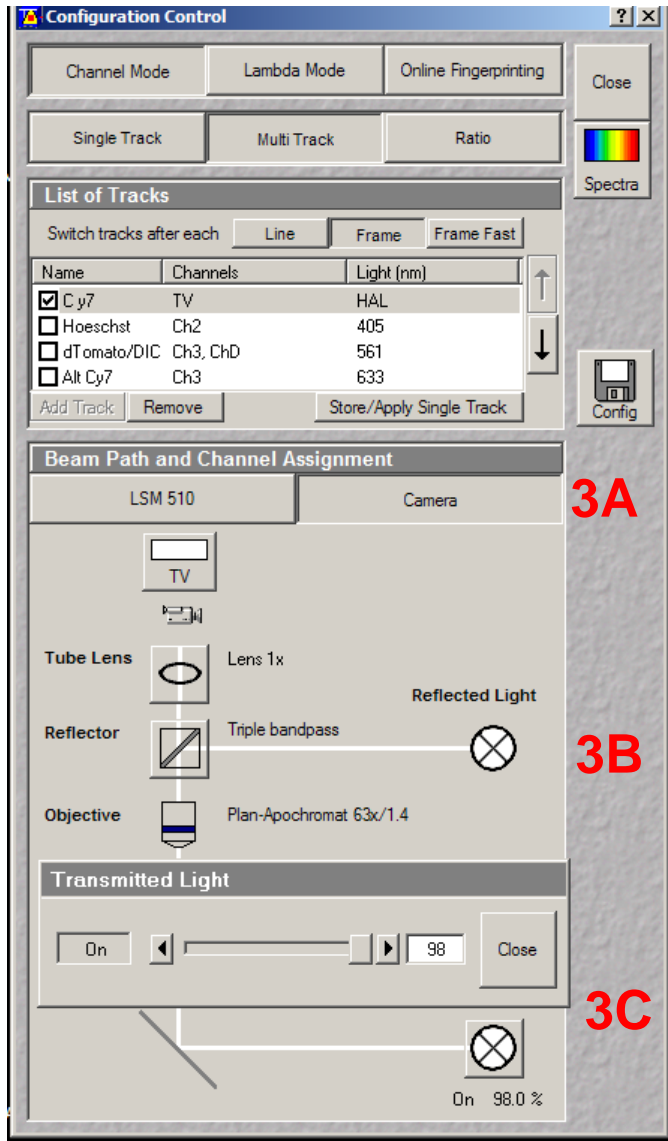 Configuration Control
Channel Mode Lambda Mode Online Fingerprinting Close
Single Track Multi Track Ratio
Spectra
List of Tracks
Switch tracks after each Line Frame Frame Fast
Name Channels Light (nm)
C y7 TV HAL
Hoeschst Ch2 405
dTomato/DIC Ch3, ChD 561
Alt Cy7 Ch3 633
Add Track Remove Store/Apply Single Track
Config
Beam Path and Channel Assignment
LSM 510 Camera
3A
TV
Tube Lens Lens 1x
Reflected Light
Reflector Triple bandpass
3B
Objective Plan-Apochromat 63x/1.4
Transmitted Light
On 98 Close
3C
On 98.0 %